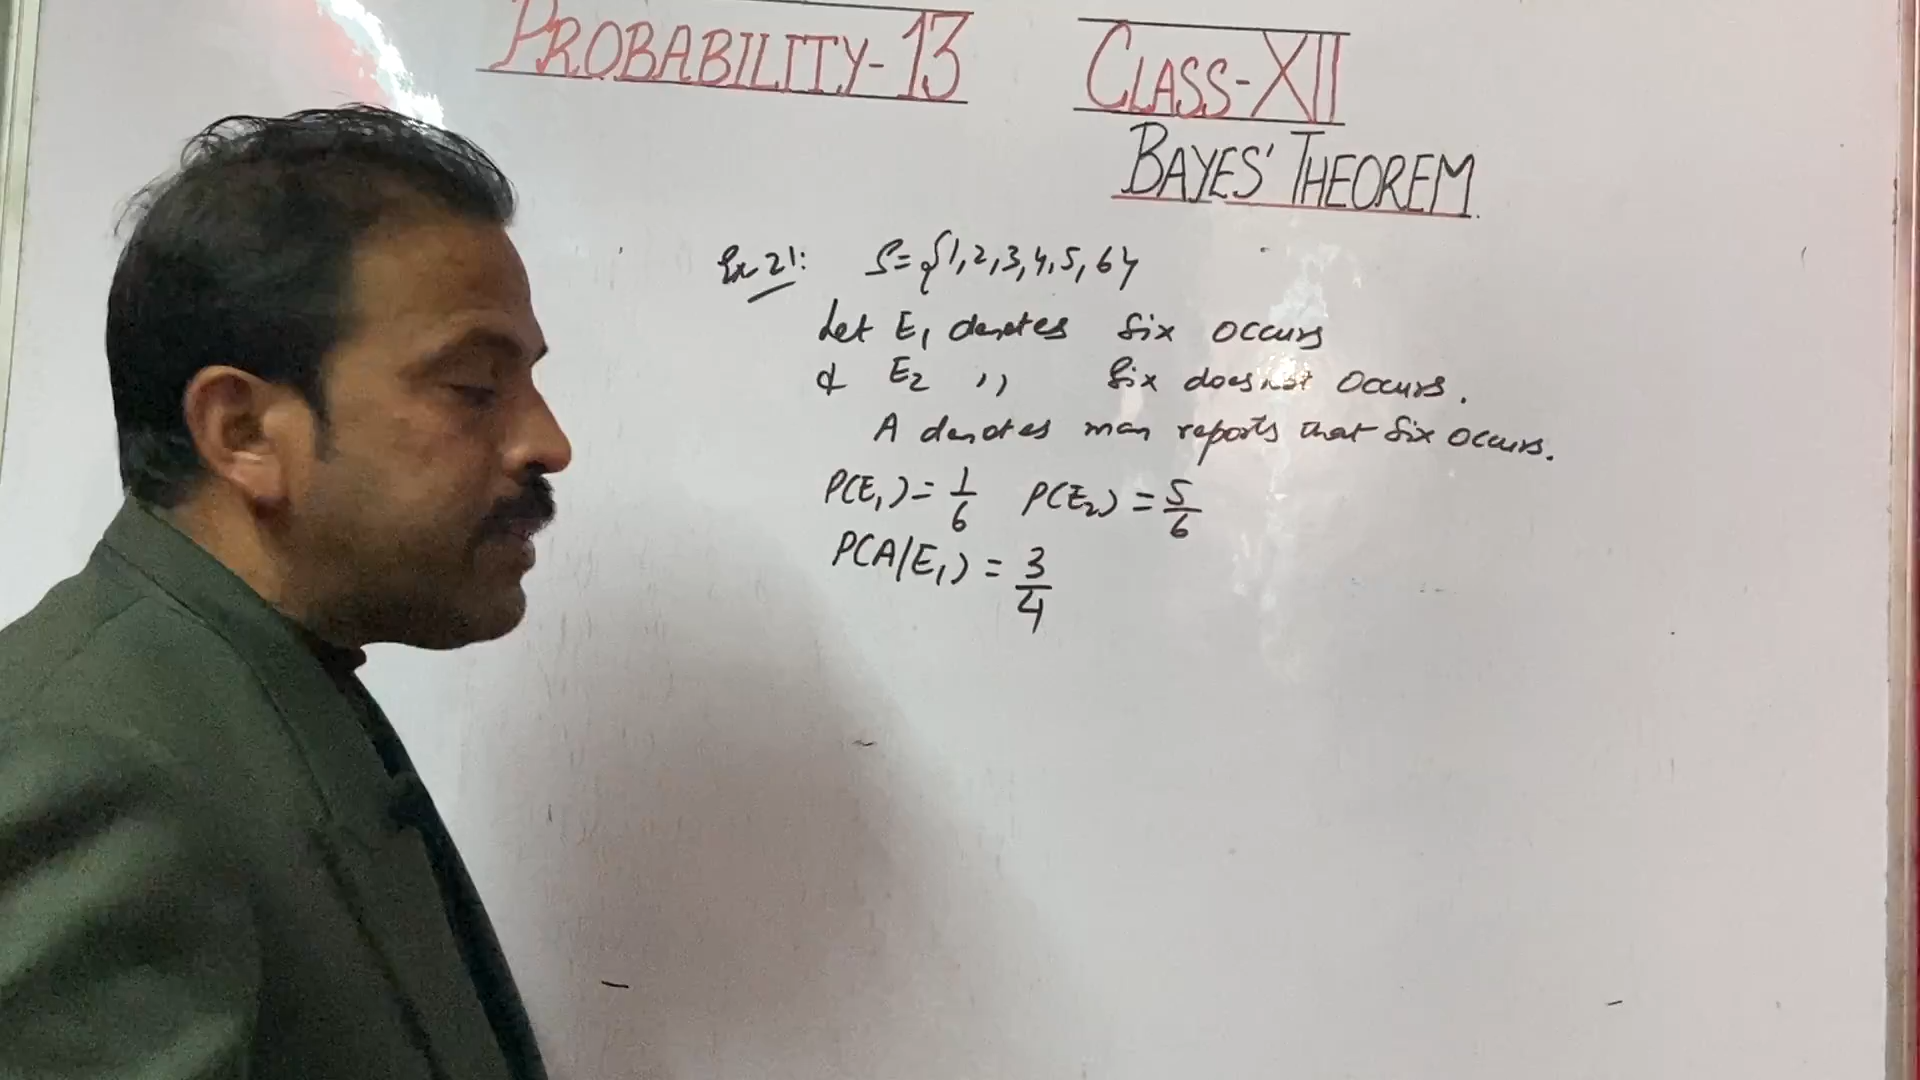 PROBABILITY-13 CLASS-XII
BAYES' THEOREM
Ex 21: S={1,2,3,4,5,6}
Let E₁ denotes Six occurs
& E₂ ,, Six does not occurs.
A denotes man reports that Six occurs.
P(E₁)=1/6 P(E₂)=5/6
P(A/E₁)=3/4